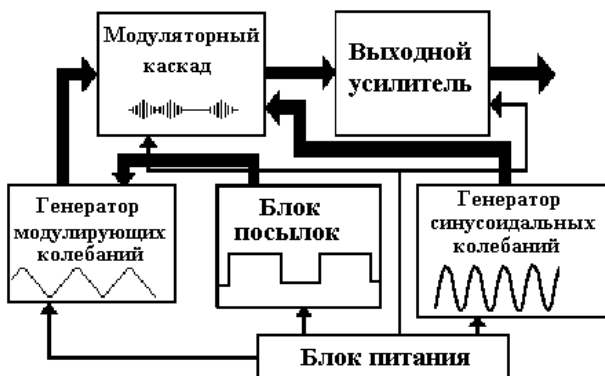 Модуляторный
каскад
Выходной
усилитель
Генератор
модулирующих
колебаний
Блок
посылок
Генератор
синусоидальных
колебаний
Блок питания